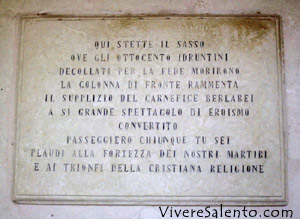 QUI STETTE IL SASSO
OVE GLI OTTOCENTO IDRUNTINI
DECOLLATI PER LA FEDE MORIRONO
LA COLONNA DI FRONTE RAMMENTA
IL SUPPLIZIO DEL CARNEFICE BERLABEI
A SI GRANDE SPETTACOLO DI EROISMO
CONVERTITO
PASSEGGERO CHIUNQUE TU SEI
PLAUDI ALLA FORTEZZA DEI NOSTRI MARTIRI
E AI TRIONFI DELLA CRISTIANA RELIGIONE
VivereSalento.com